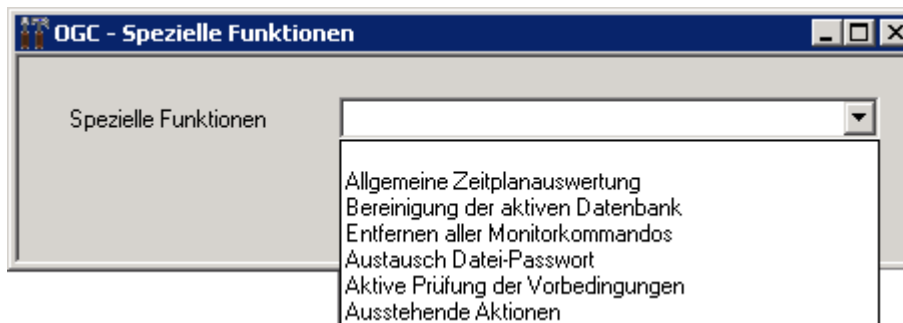 OGC - Spezielle Funktionen
Spezielle Funktionen
Allgemeine Zeitplanauswertung
Bereinigung der aktiven Datenbank
Entfernen aller Monitorkommandos
Austausch Datei-Passwort
Aktive Prüfung der Vorbedingungen
Ausstehende Aktionen